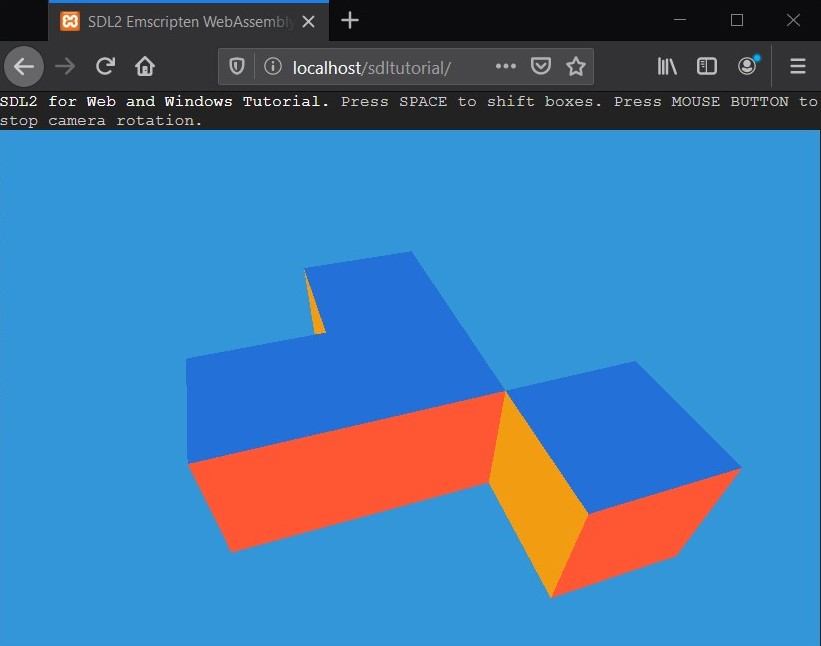 SDL2 Emscripten WebAssembly
localhost/sdltutorial/
SDL2 for Web and Windows Tutorial. Press SPACE to shift boxes. Press MOUSE BUTTON to
stop camera rotation.